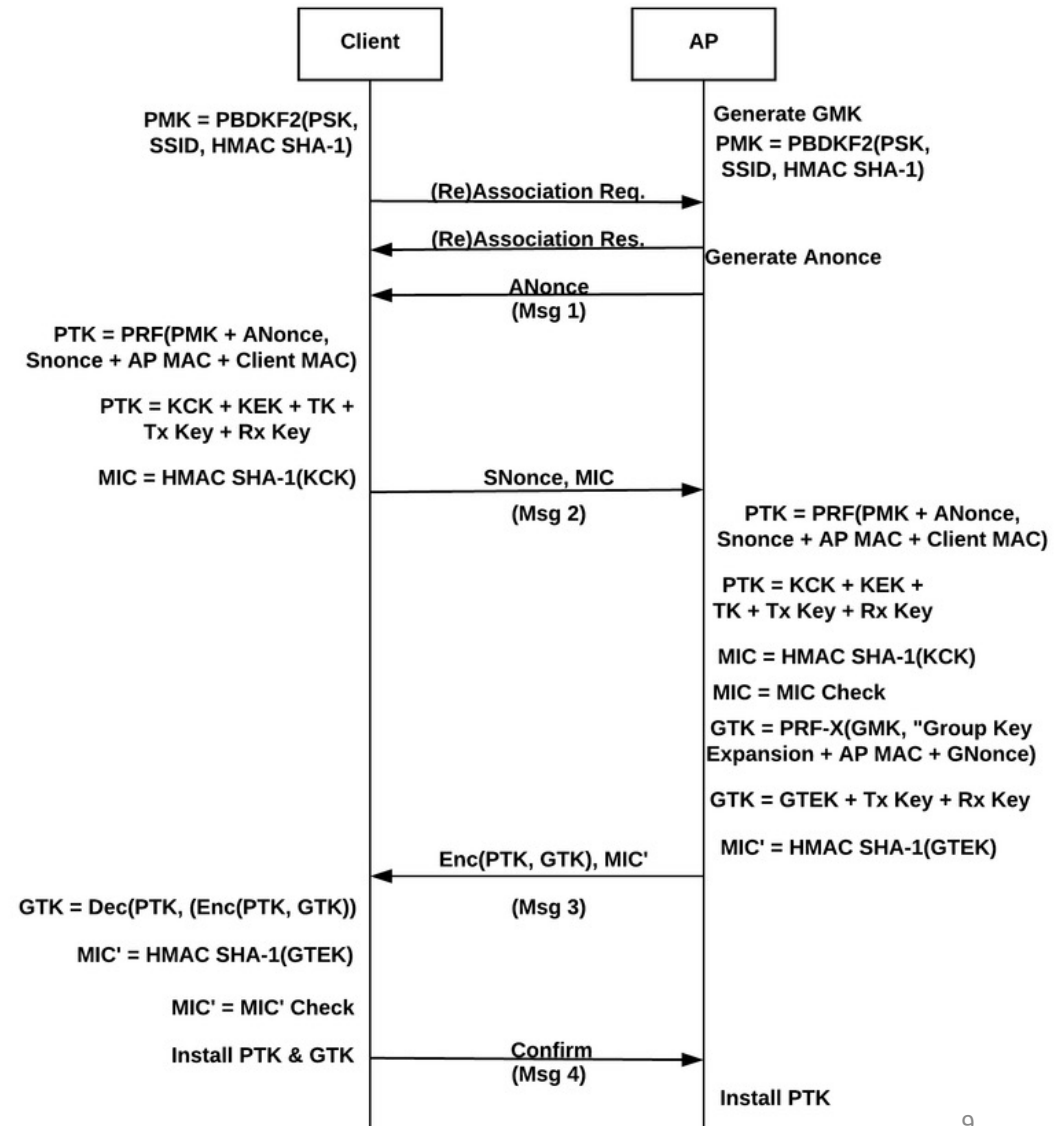 Client
AP
PMK = PBDKF2(PSK,
SSID, HMAC SHA-1)
Generate GMK
PMK = PBDKF2(PSK,
SSID, HMAC SHA-1)
(Re)Association Req.
(Re)Association Res.
Generate Anonce
ANonce
(Msg 1)
PTK = PRF(PMK + ANonce,
Snonce + AP MAC + Client MAC)
PTK = KCK + KEK + TK +
Tx Key + Rx Key
MIC = HMAC SHA-1(KCK)
SNonce, MIC
(Msg 2)
PTK = PRF(PMK + ANonce,
Snonce + AP MAC + Client MAC)
PTK = KCK + KEK +
TK + Tx Key + Rx Key
MIC = HMAC SHA-1(KCK)
MIC = MIC Check
GTK = PRF-X(GMK, "Group Key
Expansion + AP MAC + GNonce)
GTK = GTEK + Tx Key + Rx Key
MIC' = HMAC SHA-1(GTEK)
Enc(PTK, GTK), MIC'
(Msg 3)
GTK = Dec(PTK, (Enc(PTK, GTK))
MIC' = HMAC SHA-1(GTEK)
MIC' = MIC' Check
Install PTK & GTK
Confirm
(Msg 4)
Install PTK
9